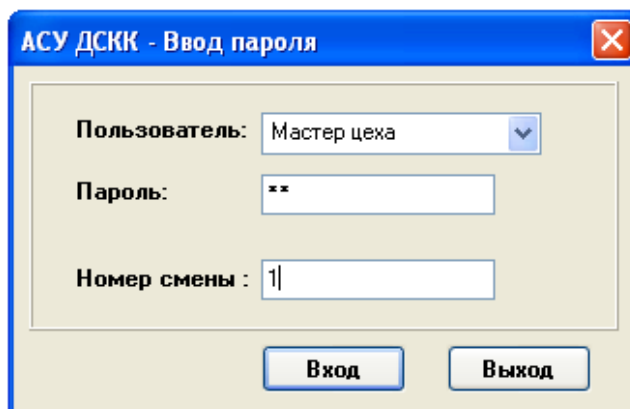 АСУ ДСКК - Ввод пароля
Пользователь: Мастер цеха
Пароль: **
Номер смены : 1
Вход Выход